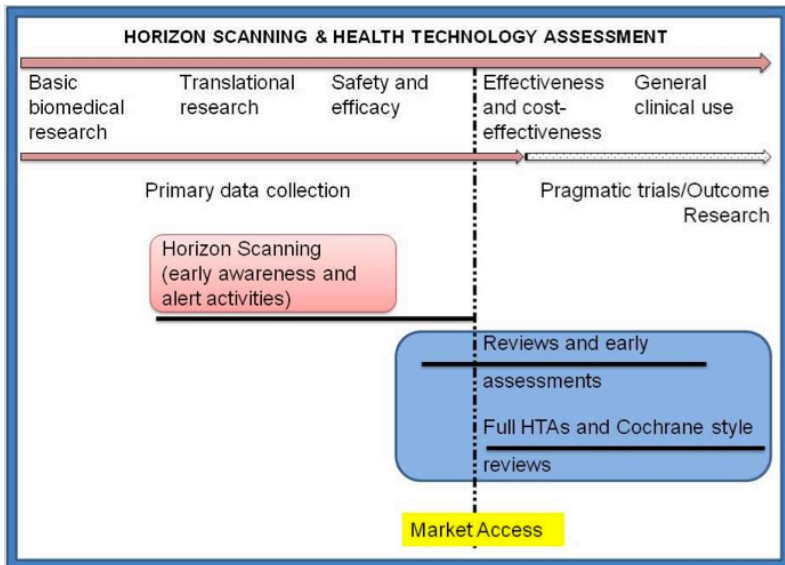 HORIZON SCANNING & HEALTH TECHNOLOGY ASSESSMENT
Basic
biomedical
research
Translational
research
Safety and
efficacy
Effectiveness
and cost-
effectiveness
General
clinical use
Primary data collection
Pragmatic trials/Outcome
Research
Horizon Scanning
(early awareness and
alert activities)
Reviews and early
assessments
Full HTAs and Cochrane style
reviews
Market Access